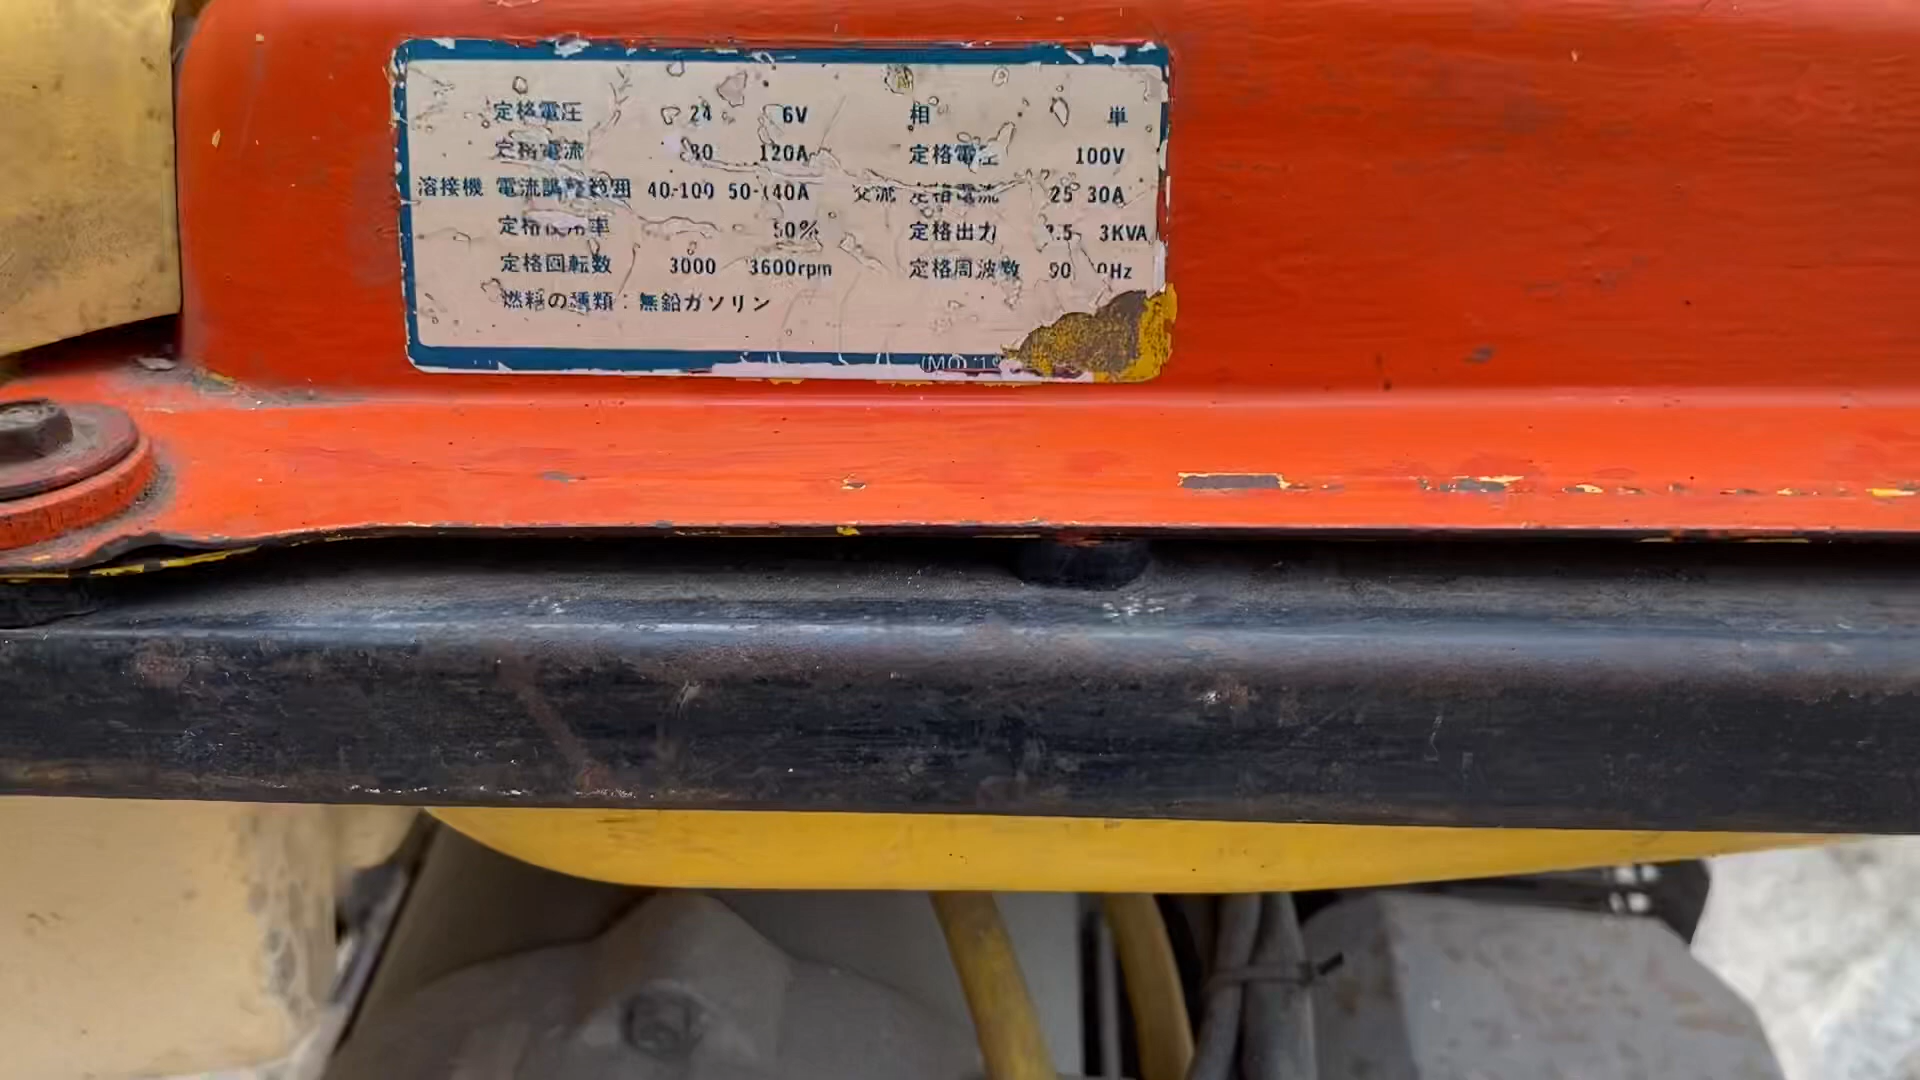 定格電圧 24 6V 相 単
定格電流 80 120A 定格電圧 100V
溶接機 電流調整範囲 40-100 50-140A 交流 定格電流 25 30A
定格使用率 50% 定格出力 3KVA
定格回転数 3000 3600rpm 定格周波数
燃料の種類：無鉛ガソリン